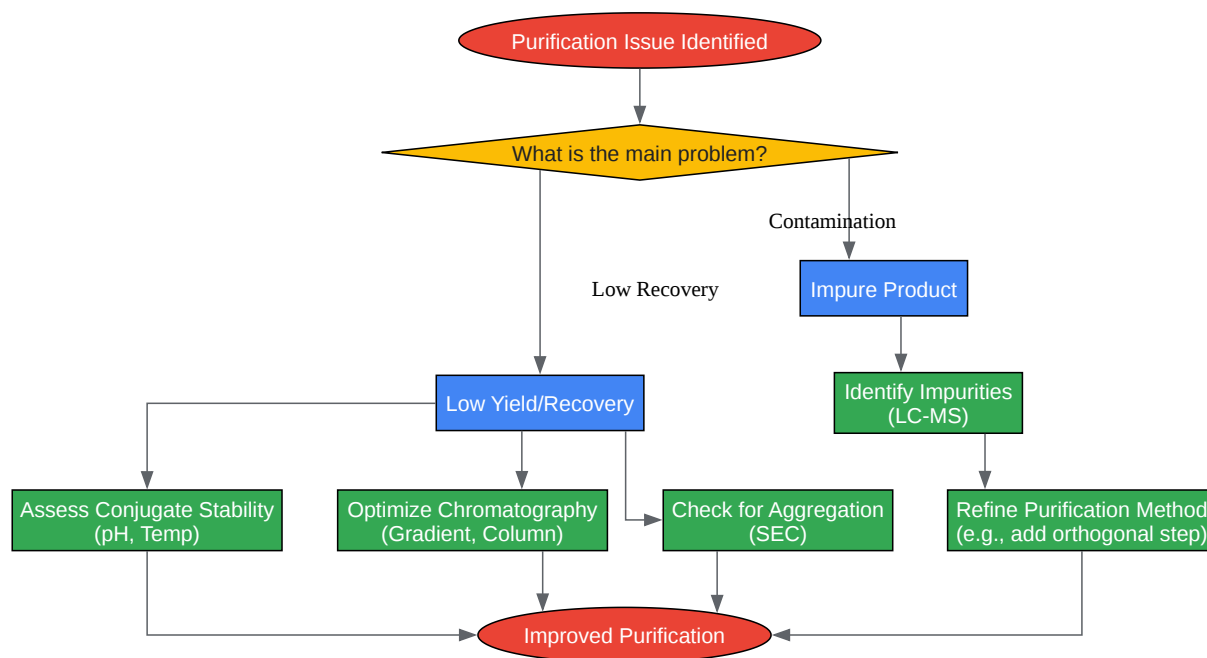 Purification Issue Identified
What is the main problem?
Contamination
Low Recovery
Impure Product
Low Yield/Recovery
Identify Impurities
(LC-MS)
Assess Conjugate Stability
(pH, Temp)
Optimize Chromatography
(Gradient, Column)
Check for Aggregation
(SEC)
Refine Purification Method
(e.g., add orthogonal step)
Improved Purification